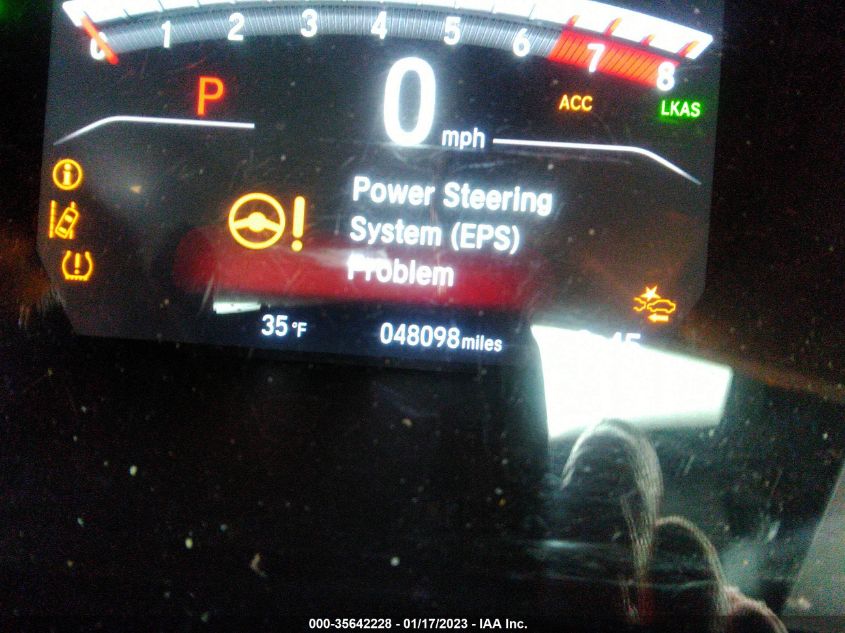 0 1 2 3 4 5 6 7 8
P 0 mph ACC LKAS
Power Steering
System (EPS)
Problem
35°F 048098 miles
000-35642228 - 01/17/2023 - IAA Inc.